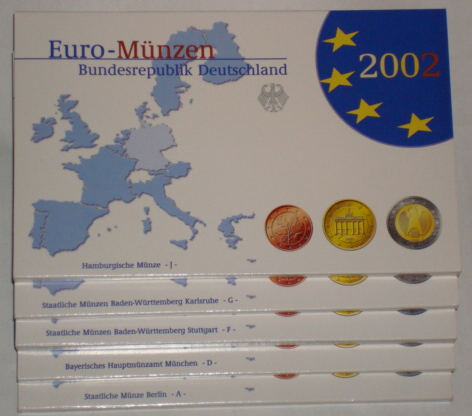 Euro-Münzen
Bundesrepublik Deutschland
2002
Hamburgische Münze - J -
Staatliche Münzen Baden-Württemberg Karlsruhe - G -
Staatliche Münzen Baden-Württemberg Stuttgart - F -
Bayerisches Hauptmünzamt München - D -
Staatliche Münze Berlin - A -